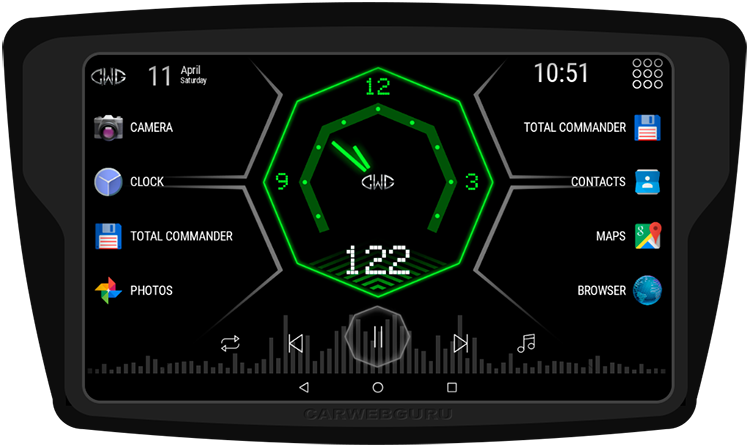 CWG
11
April
Saturday
10:51
CAMERA
CLOCK
TOTAL COMMANDER
PHOTOS
12
9
3
CWG
122
TOTAL COMMANDER
CONTACTS
MAPS
BROWSER
CARWEBGURU